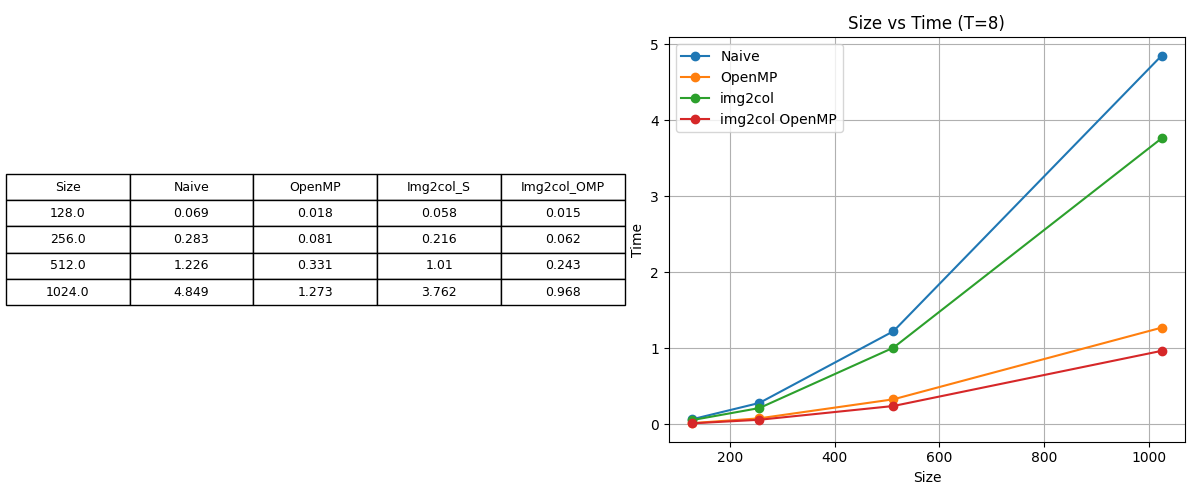 Size Naive OpenMP Img2col_S Img2col_OMP
128.0 0.069 0.018 0.058 0.015
256.0 0.283 0.081 0.216 0.062
512.0 1.226 0.331 1.01 0.243
1024.0 4.849 1.273 3.762 0.968
Size vs Time (T=8)
Naive
OpenMP
img2col
img2col OpenMP
Time
5
4
3
2
1
0
200 400 600 800 1000
Size